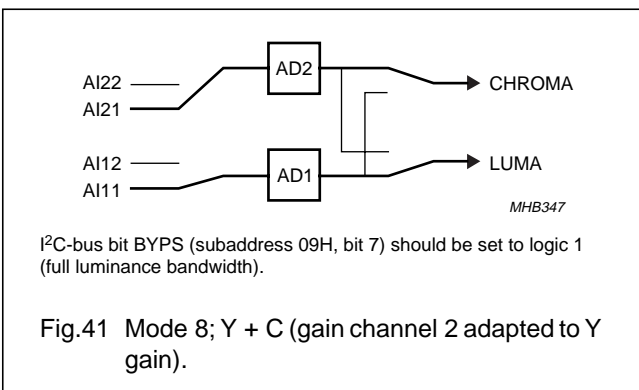 AI22
AI21
AD2
CHROMA
AI12
AI11
AD1
LUMA
MHB347
I²C-bus bit BYPS (subaddress 09H, bit 7) should be set to logic 1
(full luminance bandwidth).
Fig.41 Mode 8; Y + C (gain channel 2 adapted to Y
gain).